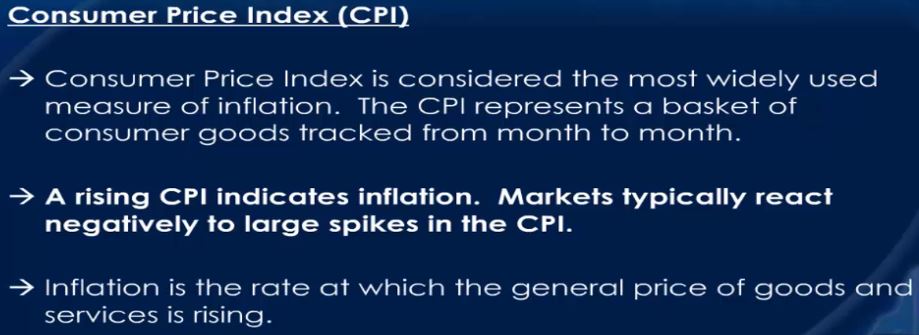 Consumer Price Index (CPI)
→ Consumer Price Index is considered the most widely used
measure of inflation.  The CPI represents a basket of
consumer goods tracked from month to month.
→ A rising CPI indicates inflation.  Markets typically react
negatively to large spikes in the CPI.
→ Inflation is the rate at which the general price of goods and
services is rising.